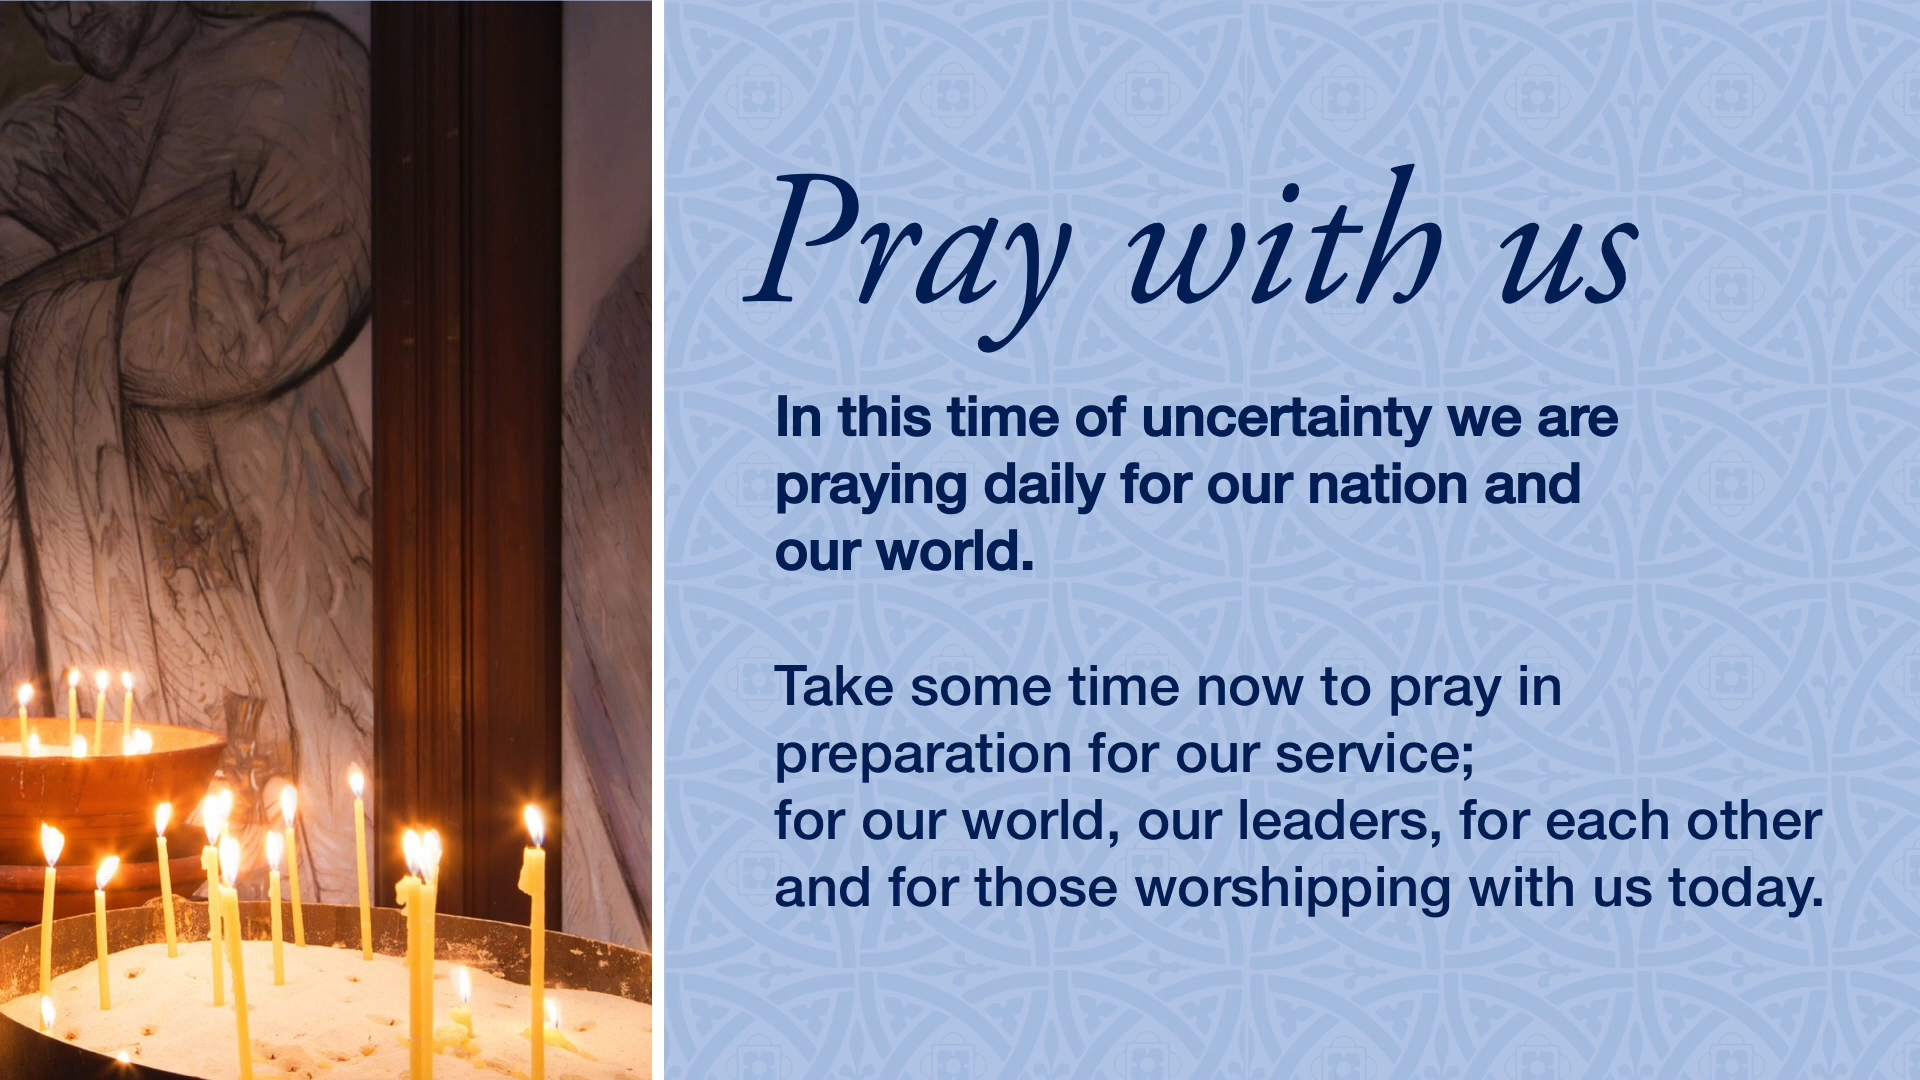 Pray with us
In this time of uncertainty we are
praying daily for our nation and
our world.
Take some time now to pray in
preparation for our service;
for our world, our leaders, for each other
and for those worshipping with us today.